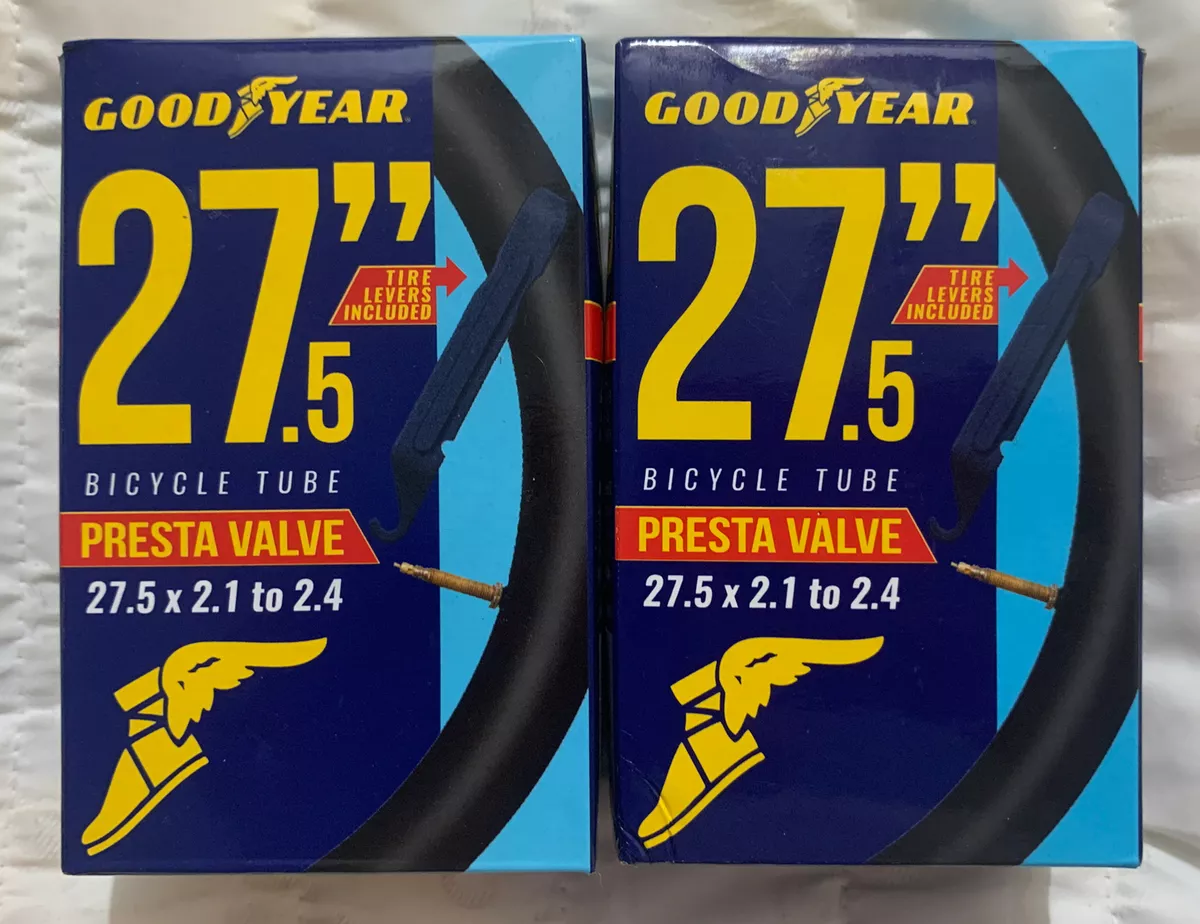 GOODYEAR
27.5”
TIRE
LEVERS
INCLUDED
BICYCLE TUBE
PRESTA VALVE
27.5 x 2.1 to 2.4
GOODYEAR
27.5”
TIRE
LEVERS
INCLUDED
BICYCLE TUBE
PRESTA VALVE
27.5 x 2.1 to 2.4